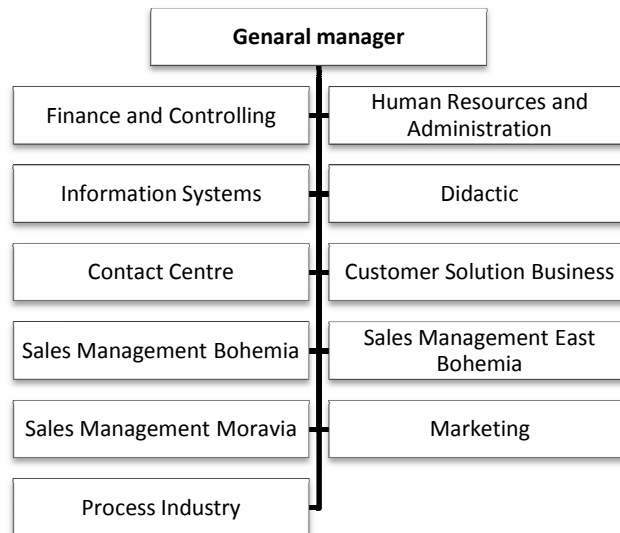 Genaral manager
Finance and Controlling
Human Resources and
Administration
Information Systems
Didactic
Contact Centre
Customer Solution Business
Sales Management Bohemia
Sales Management East
Bohemia
Sales Management Moravia
Marketing
Process Industry